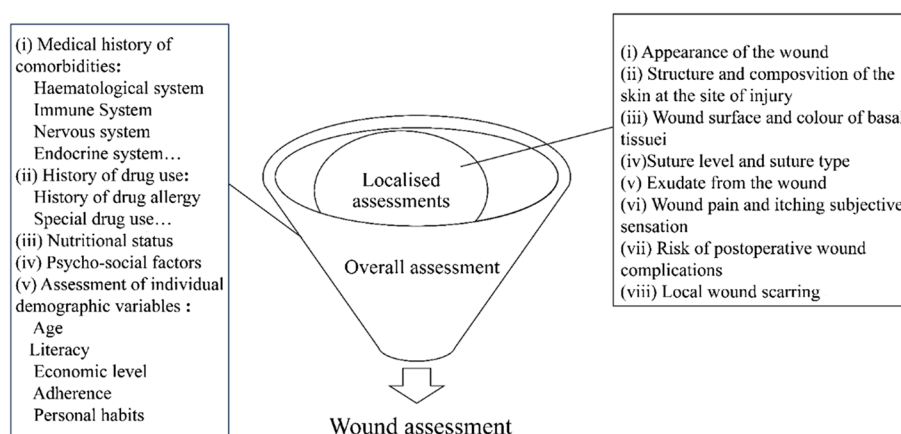 (i) Medical history of
comorbidities:
Haematological system
Immune System
Nervous system
Endocrine system…
(ii) History of drug use:
History of drug allergy
Special drug use…
(iii) Nutritional status
(iv) Psycho-social factors
(v) Assessment of individual
demographic variables :
Age
Literacy
Economic level
Adherence
Personal habits
Localised
assessments
Overall assessment
Wound assessment
(i) Appearance of the wound
(ii) Structure and composvition of the
skin at the site of injury
(iii) Wound surface and colour of basal
tissuei
(iv)Suture level and suture type
(v) Exudate from the wound
(vi) Wound pain and itching subjective
sensation
(vii) Risk of postoperative wound
complications
(viii) Local wound scarring